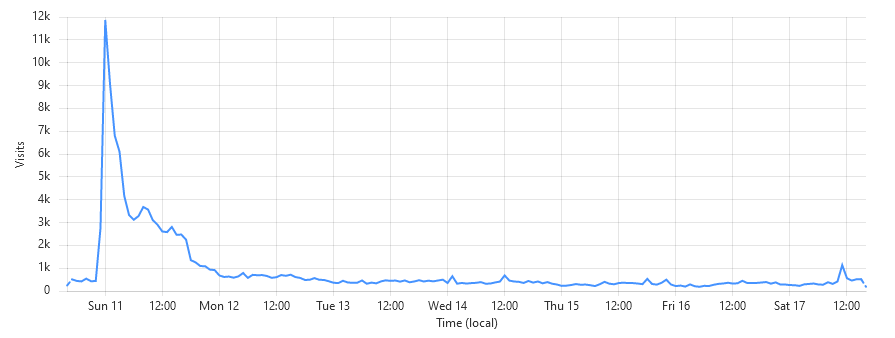 12k
11k
10k
9k
8k
7k
6k
5k
4k
3k
2k
1k
0
Visits
Sun 11 12:00 Mon 12 12:00 Tue 13 12:00 Wed 14 12:00 Thu 15 12:00 Fri 16 12:00 Sat 17 12:00
Time (local)